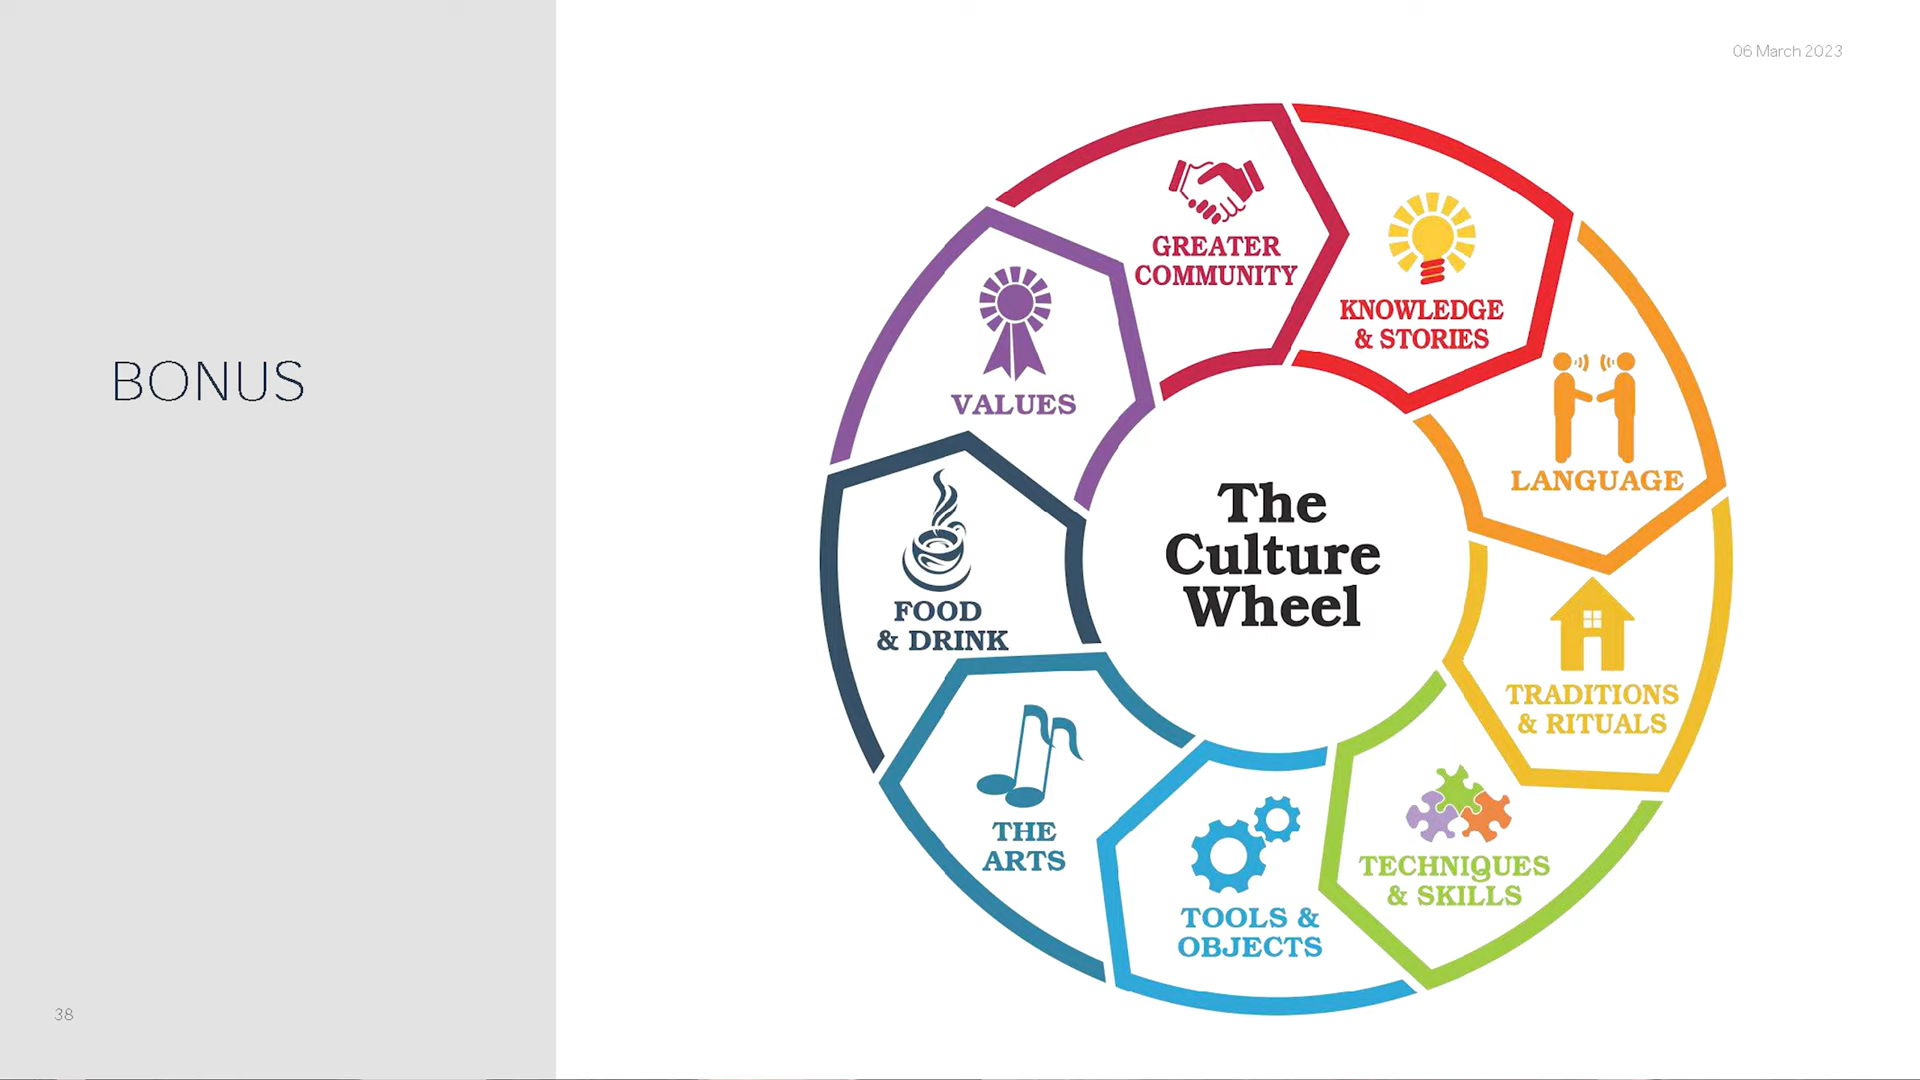 06 March 2023
BONUS
GREATER
COMMUNITY
KNOWLEDGE
& STORIES
LANGUAGE
TRADITIONS
& RITUALS
TECHNIQUES
& SKILLS
TOOLS &
OBJECTS
THE
ARTS
FOOD
& DRINK
VALUES
The
Culture
Wheel
38